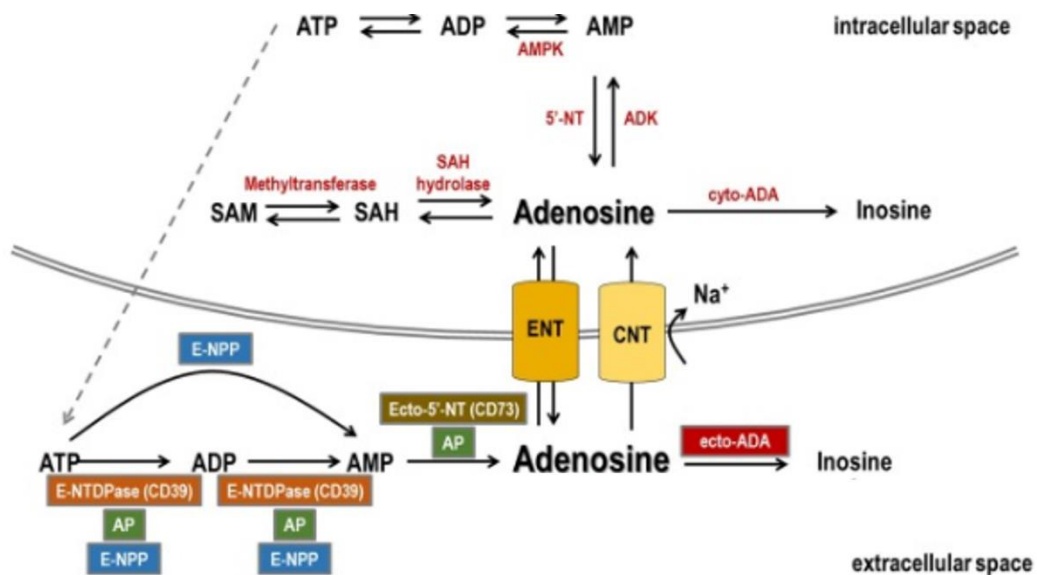 ATP ADP AMP intracellular space
AMPK
5'-NT ADK
Methyltransferase SAH hydrolase cyto-ADA
SAM SAH Adenosine Inosine
Na+
ENT CNT
E-NPP
Ecto-5'-NT (CD73)
AP ecto-ADA
ATP ADP AMP Adenosine Inosine
E-NTDPase (CD39) E-NTDPase (CD39)
AP AP
E-NPP E-NPP
extracellular space